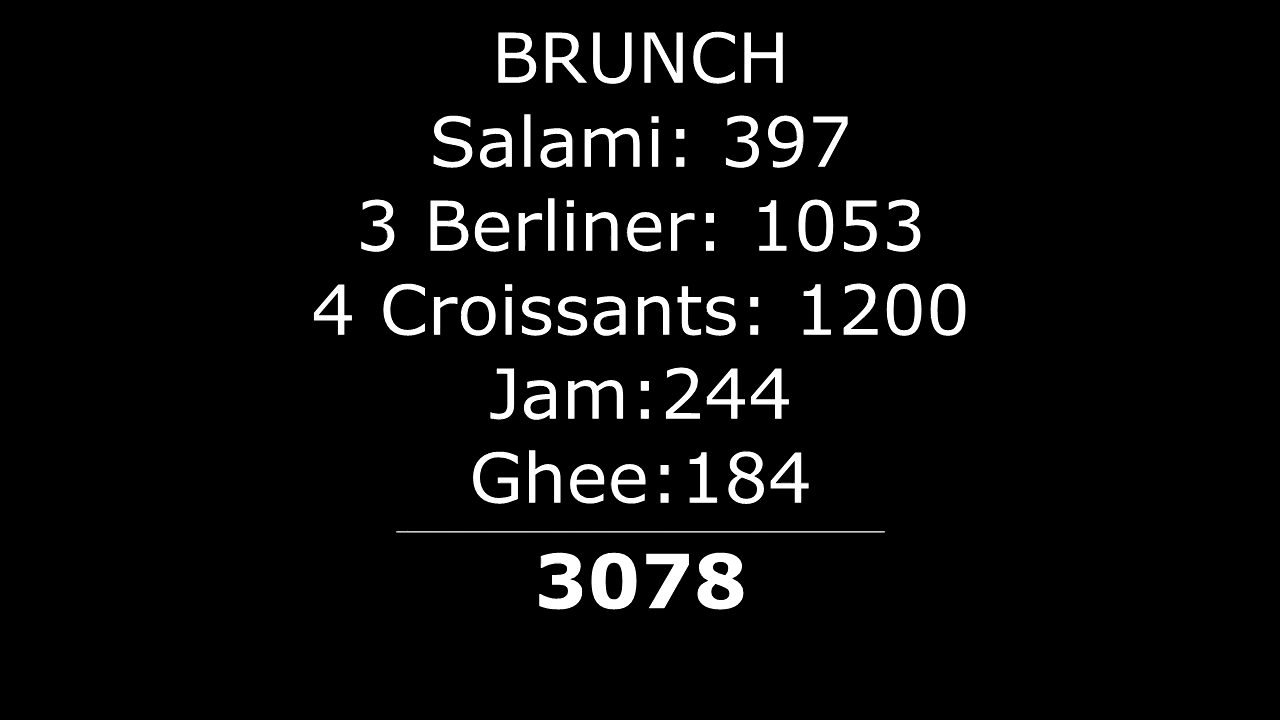 BRUNCH
Salami: 397
3 Berliner: 1053
4 Croissants: 1200
Jam:244
Ghee:184
3078